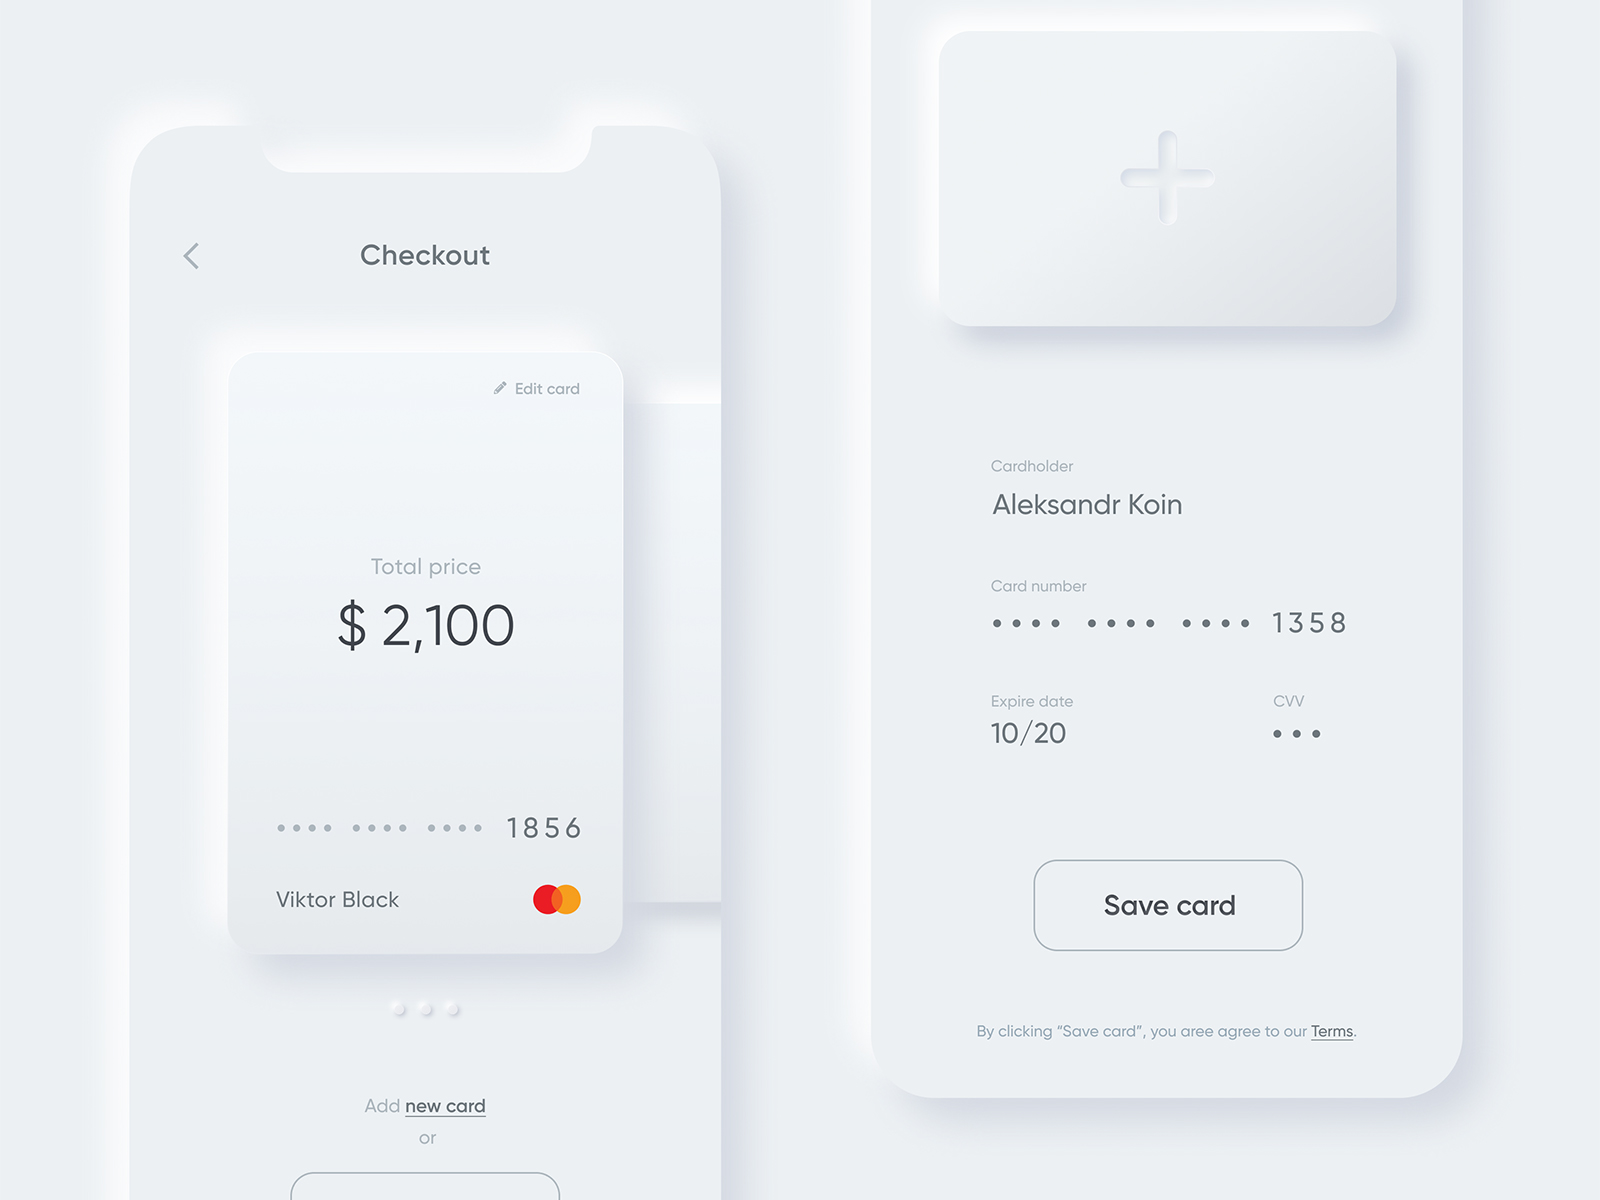 Checkout
Edit card
Total price
$ 2,100
•••• •••• •••• 1856
Viktor Black
Add new card
or
Cardholder
Aleksandr Koin
Card number
•••• •••• •••• 1358
Expire date
CVV
10/20
•••
Save card
By clicking “Save card”, you aree agree to our Terms.